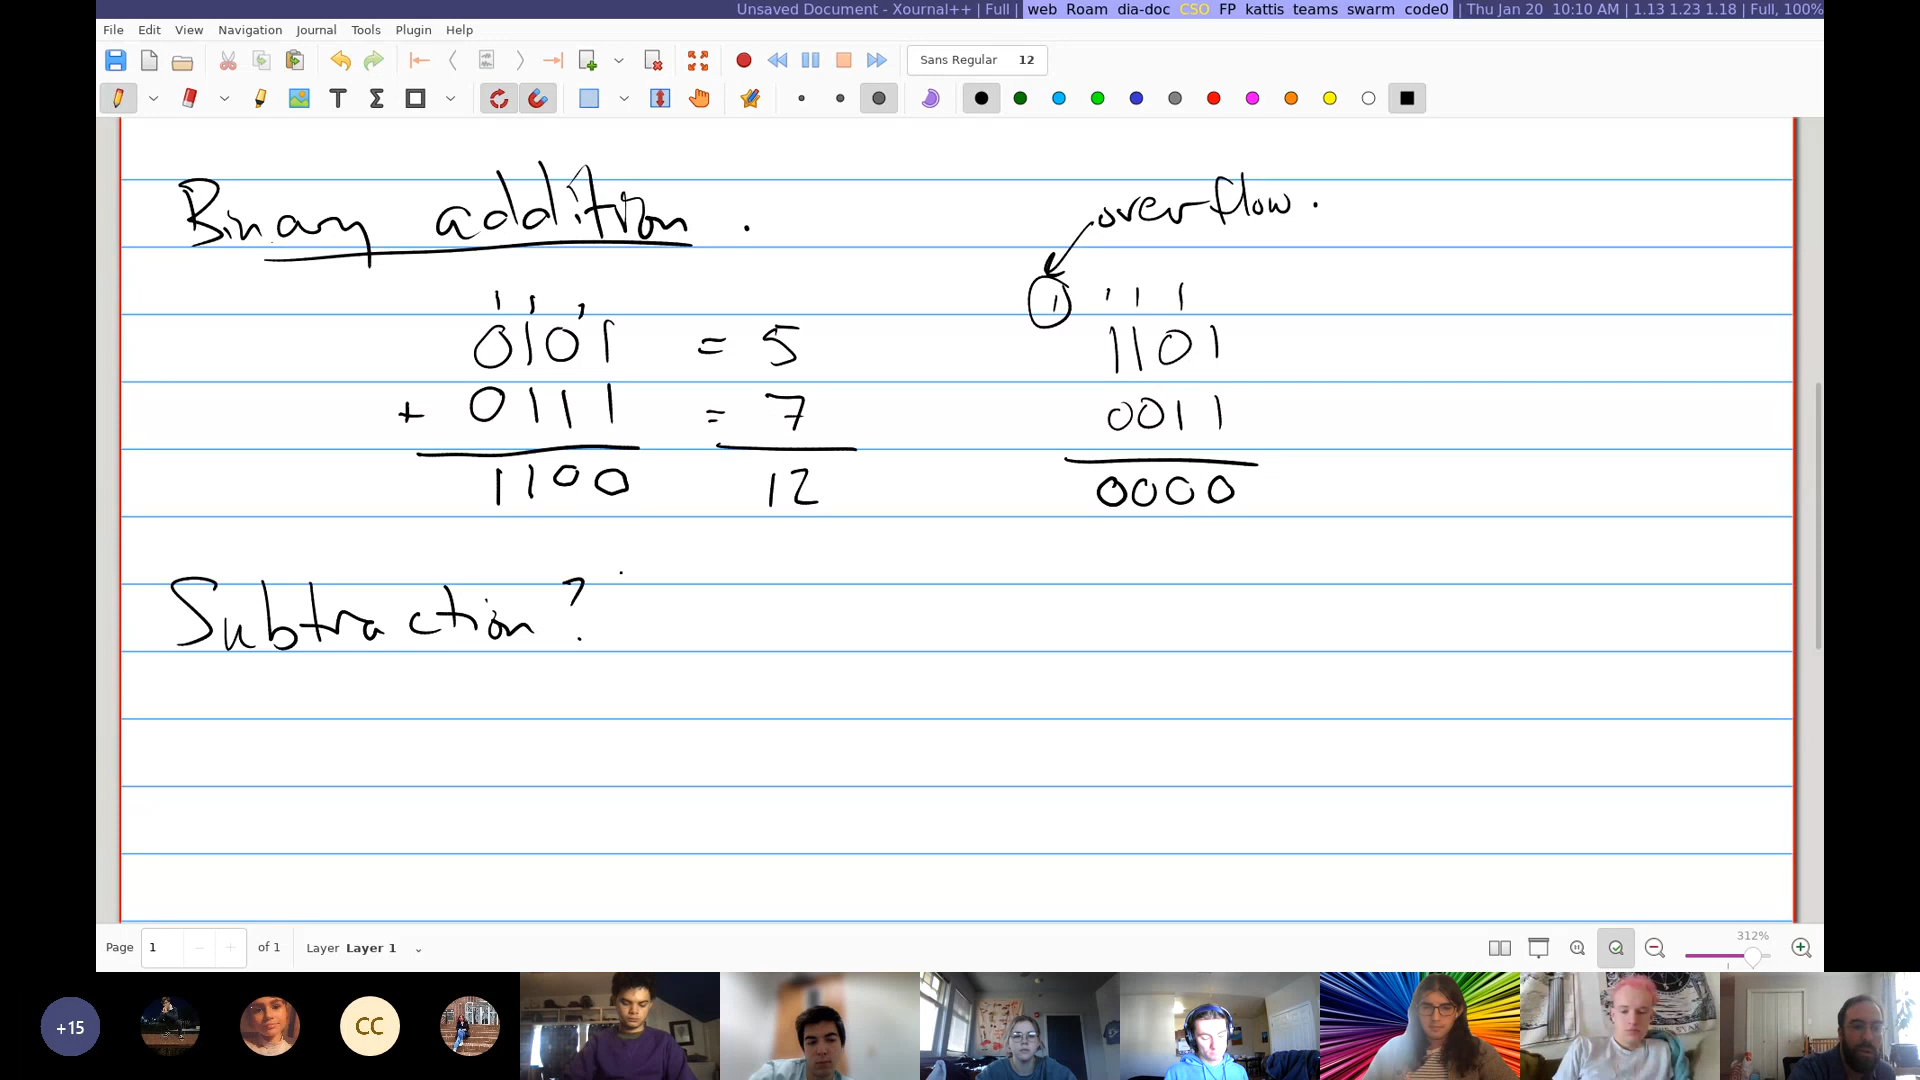 Unsaved Document - Xournal++ | Full | web Roam dia-doc CSO FP kattis teams swarm code0 | Thu Jan 20 10:10 AM | 1.13 1.23 1.18 | Full, 100%
File Edit View Navigation Journal Tools Plugin Help
Sans Regular 12
Binary addition.
overflow.
1 1 1
1 1 1 1
0101 = 5
1101
+ 0111 = 7
0011
1100 12
0000
Subtraction?
Page 1 of 1 Layer Layer 1
312%
+15
CC